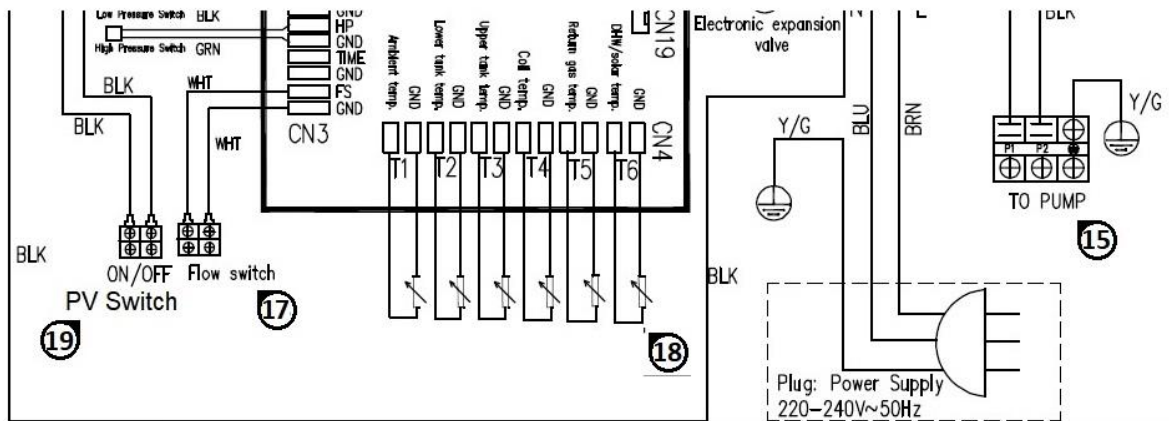 Low Pressure Switch BLK
High Pressure Switch GRN
GND
HP
GND
TIME
GND
FS
GND
CN3
WHT
WHT
BLK
BLK
BLK
ON/OFF
PV Switch
19
Flow switch
17
Ambient temp.
GND
Lower tank temp.
GND
Upper tank temp.
GND
Coil temp.
GND
Return gas temp.
GND
DHW/solar temp.
GND
CN19
CN4
T1 T2 T3 T4 T5 T6
18
Electronic expansion
valve
N
BLK
Y/G
BLU
BRN
Plug: Power Supply
220-240V~50Hz
BLK
Y/G
P1 P2
TO PUMP
15